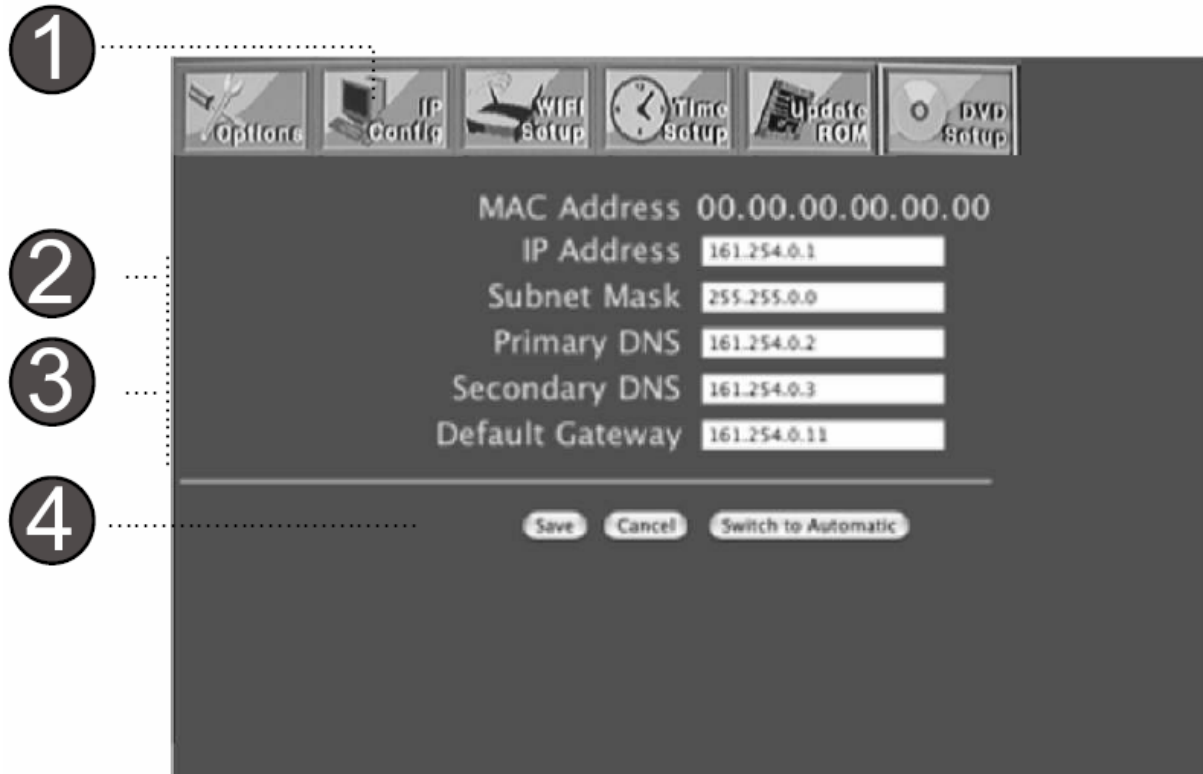 1
Options
IP
Config
WIFI
Setup
Time
Setup
Update
ROM
DVD
Setup
MAC Address 00.00.00.00.00.00
2
IP Address 161.254.0.1
Subnet Mask 255.255.0.0
Primary DNS 161.254.0.2
3
Secondary DNS 161.254.0.3
Default Gateway 161.254.0.11
4
Save Cancel Switch to Automatic